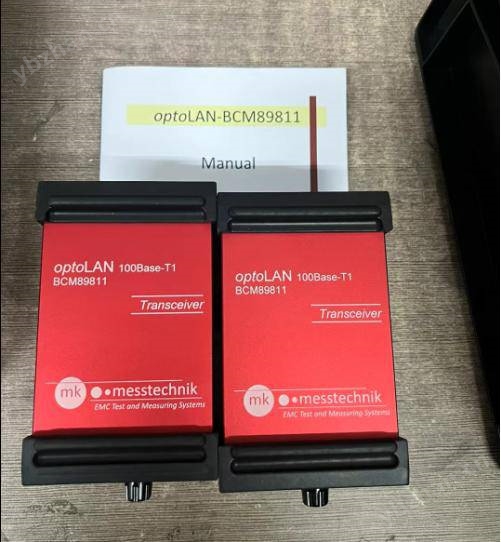 optoLAN-BCM89811
Manual
optoLAN 100Base-T1
BCM89811
Transceiver
mk messtechnik
EMC Test and Measuring Systems
optoLAN 100Base-T1
BCM89811
Transceiver
mk messtechnik
EMC Test and Measuring Systems